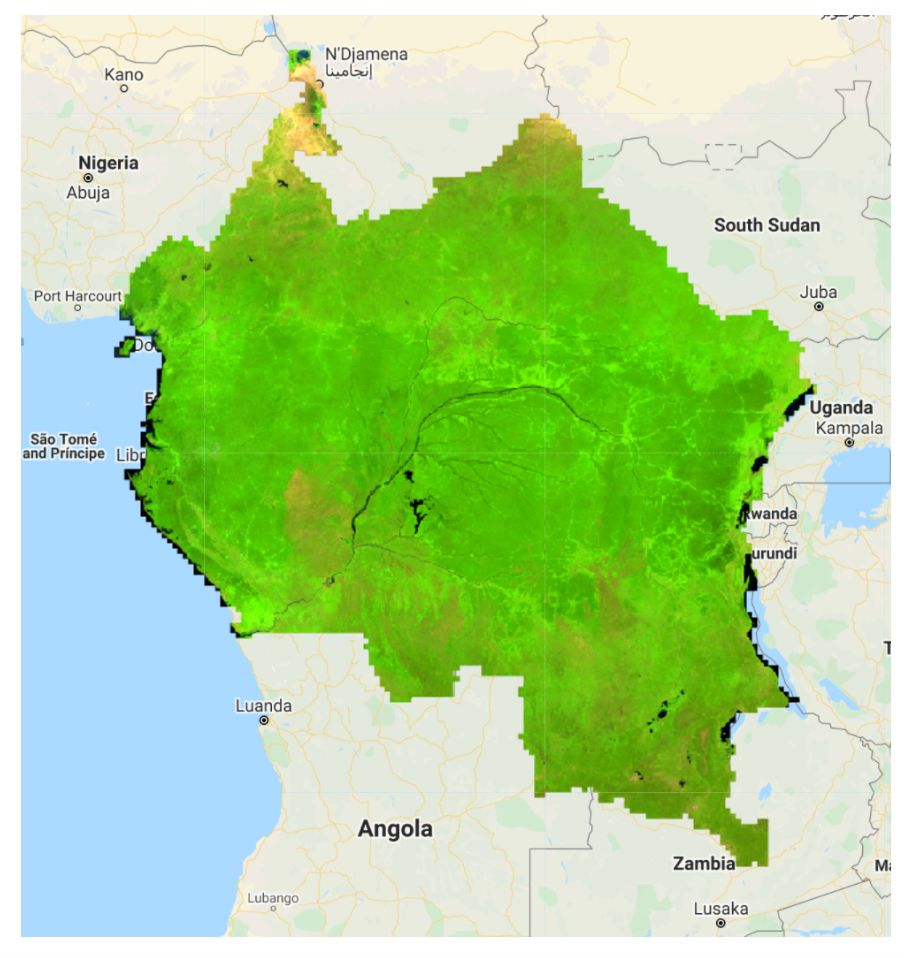 N'Djamena
إنجامينا
Kano
Nigeria
Abuja
South Sudan
Juba
Port Harcourt
Do
E
Uganda
Kampala
São Tomé
and Príncipe
Libr
Rwanda
urundi
T
Luanda
Angola
Zambia
Ma
Lubango
Lusaka